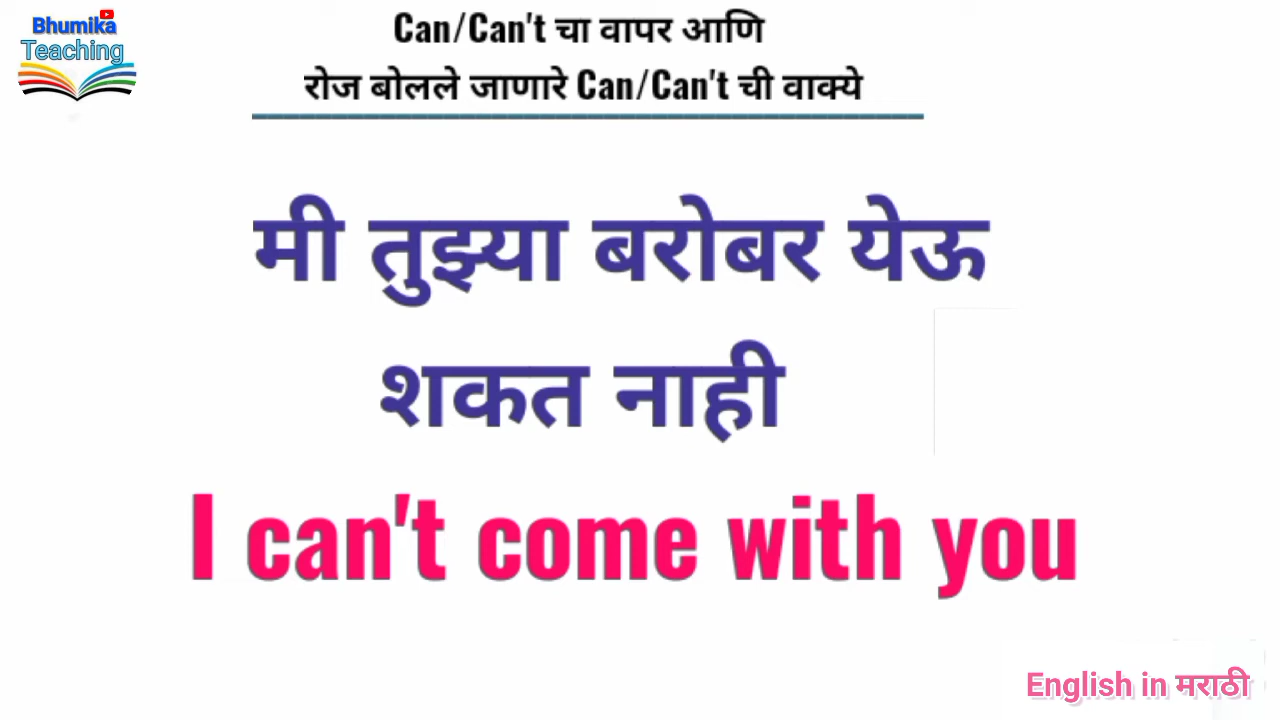 Bhumika
Teaching
Can/Can't चा वापर आणि
रोज बोलले जाणारे Can/Can't ची वाक्ये
मी तुझ्या बरोबर येऊ
शकत नाही
I can't come with you
English in मराठी